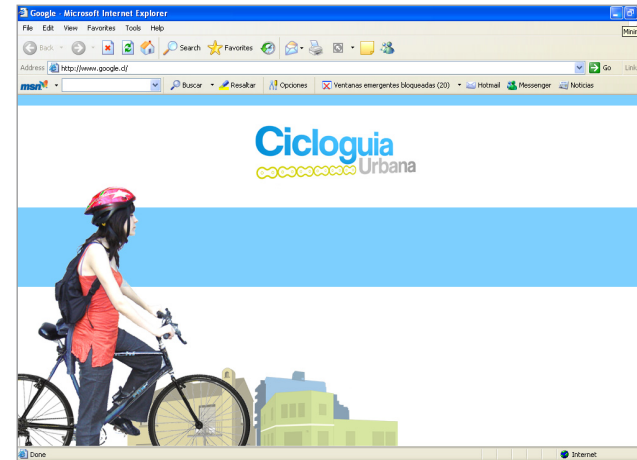 Google - Microsoft Internet Explorer
File Edit View Favorites Tools Help
Back Search Favorites
Address http://www.google.cl/ Go Link
msn Buscar Resaltar Opciones Ventanas emergentes bloqueadas (20) Hotmail Messenger Noticias
Cicloguia
Urbana
Done Internet